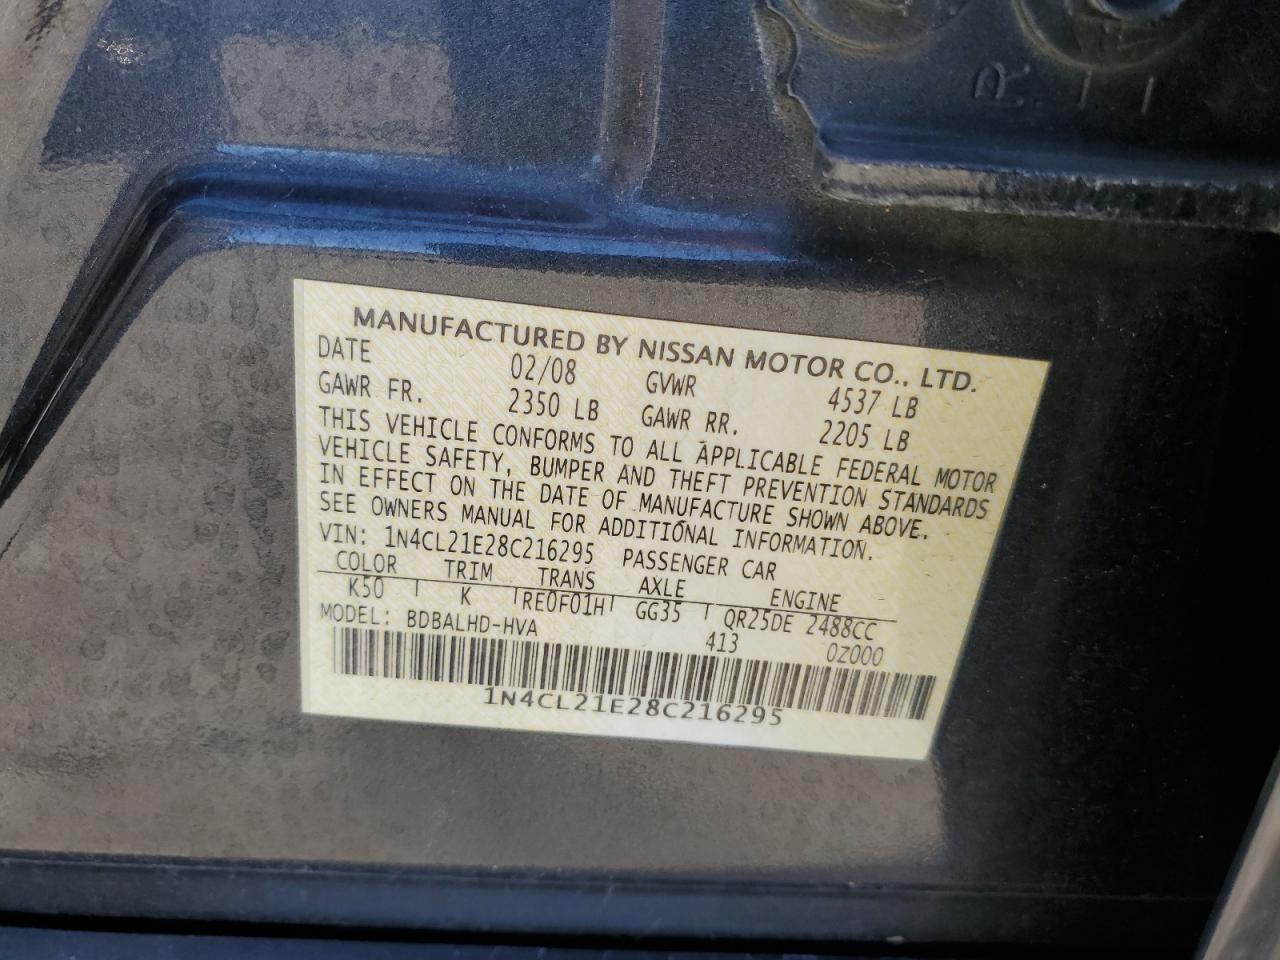 R 11
MANUFACTURED BY NISSAN MOTOR CO., LTD.
DATE 02/08 GVWR 4537 LB
GAWR FR. 2350 LB GAWR RR. 2205 LB
THIS VEHICLE CONFORMS TO ALL APPLICABLE FEDERAL MOTOR
VEHICLE SAFETY, BUMPER AND THEFT PREVENTION STANDARDS
IN EFFECT ON THE DATE OF MANUFACTURE SHOWN ABOVE.
SEE OWNERS MANUAL FOR ADDITIONAL INFORMATION.
VIN: 1N4CL21E28C216295 PASSENGER CAR
COLOR TRIM TRANS AXLE ENGINE
K50 K RE0F01H GG35 QR25DE 2488CC
MODEL: BDBALHD-HVA 413 0Z000
1N4CL21E28C216295